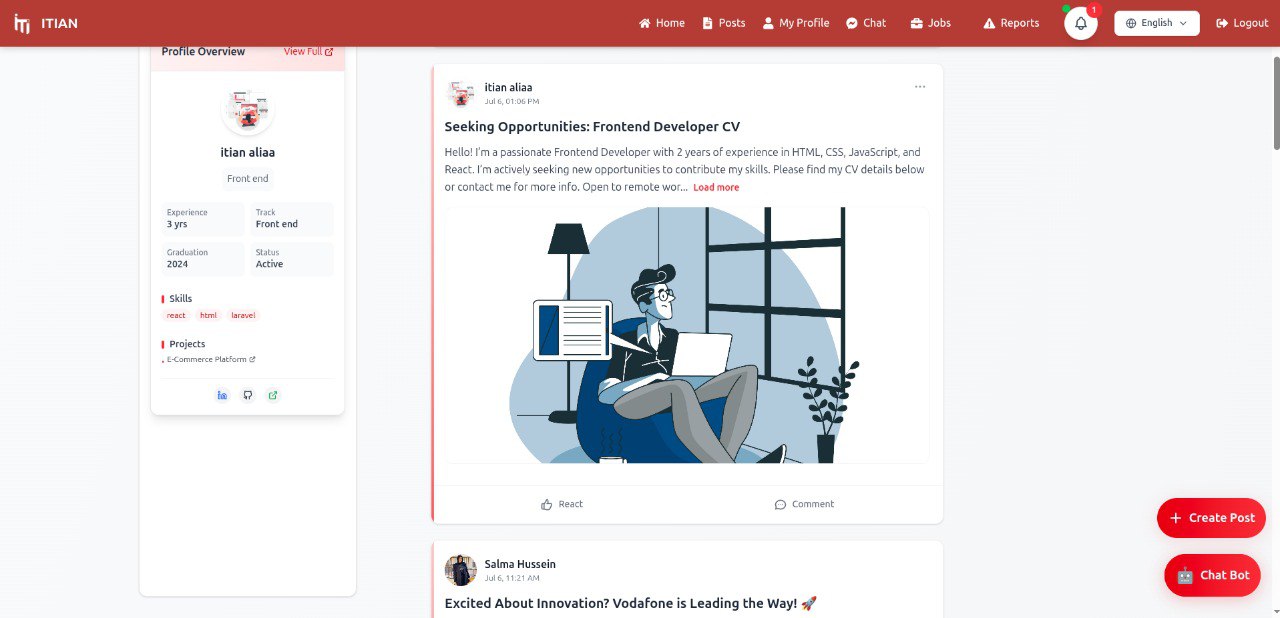 ITIAN
Home
Posts
My Profile
Chat
Jobs
Reports
1
English
Logout
Profile Overview
View Full
itian aliaa
Front end
Experience
3 yrs
Track
Front end
Graduation
2024
Status
Active
Skills
react
html
laravel
Projects
E-Commerce Platform
itian aliaa
Jul 6, 01:06 PM
Seeking Opportunities: Frontend Developer CV
Hello! I'm a passionate Frontend Developer with 2 years of experience in HTML, CSS, JavaScript, and
React. I'm actively seeking new opportunities to contribute my skills. Please find my CV details below
or contact me for more info. Open to remote wor... Load more
React
Comment
Salma Hussein
Jul 6, 11:21 AM
Excited About Innovation? Vodafone is Leading the Way! 🚀
+ Create Post
Chat Bot